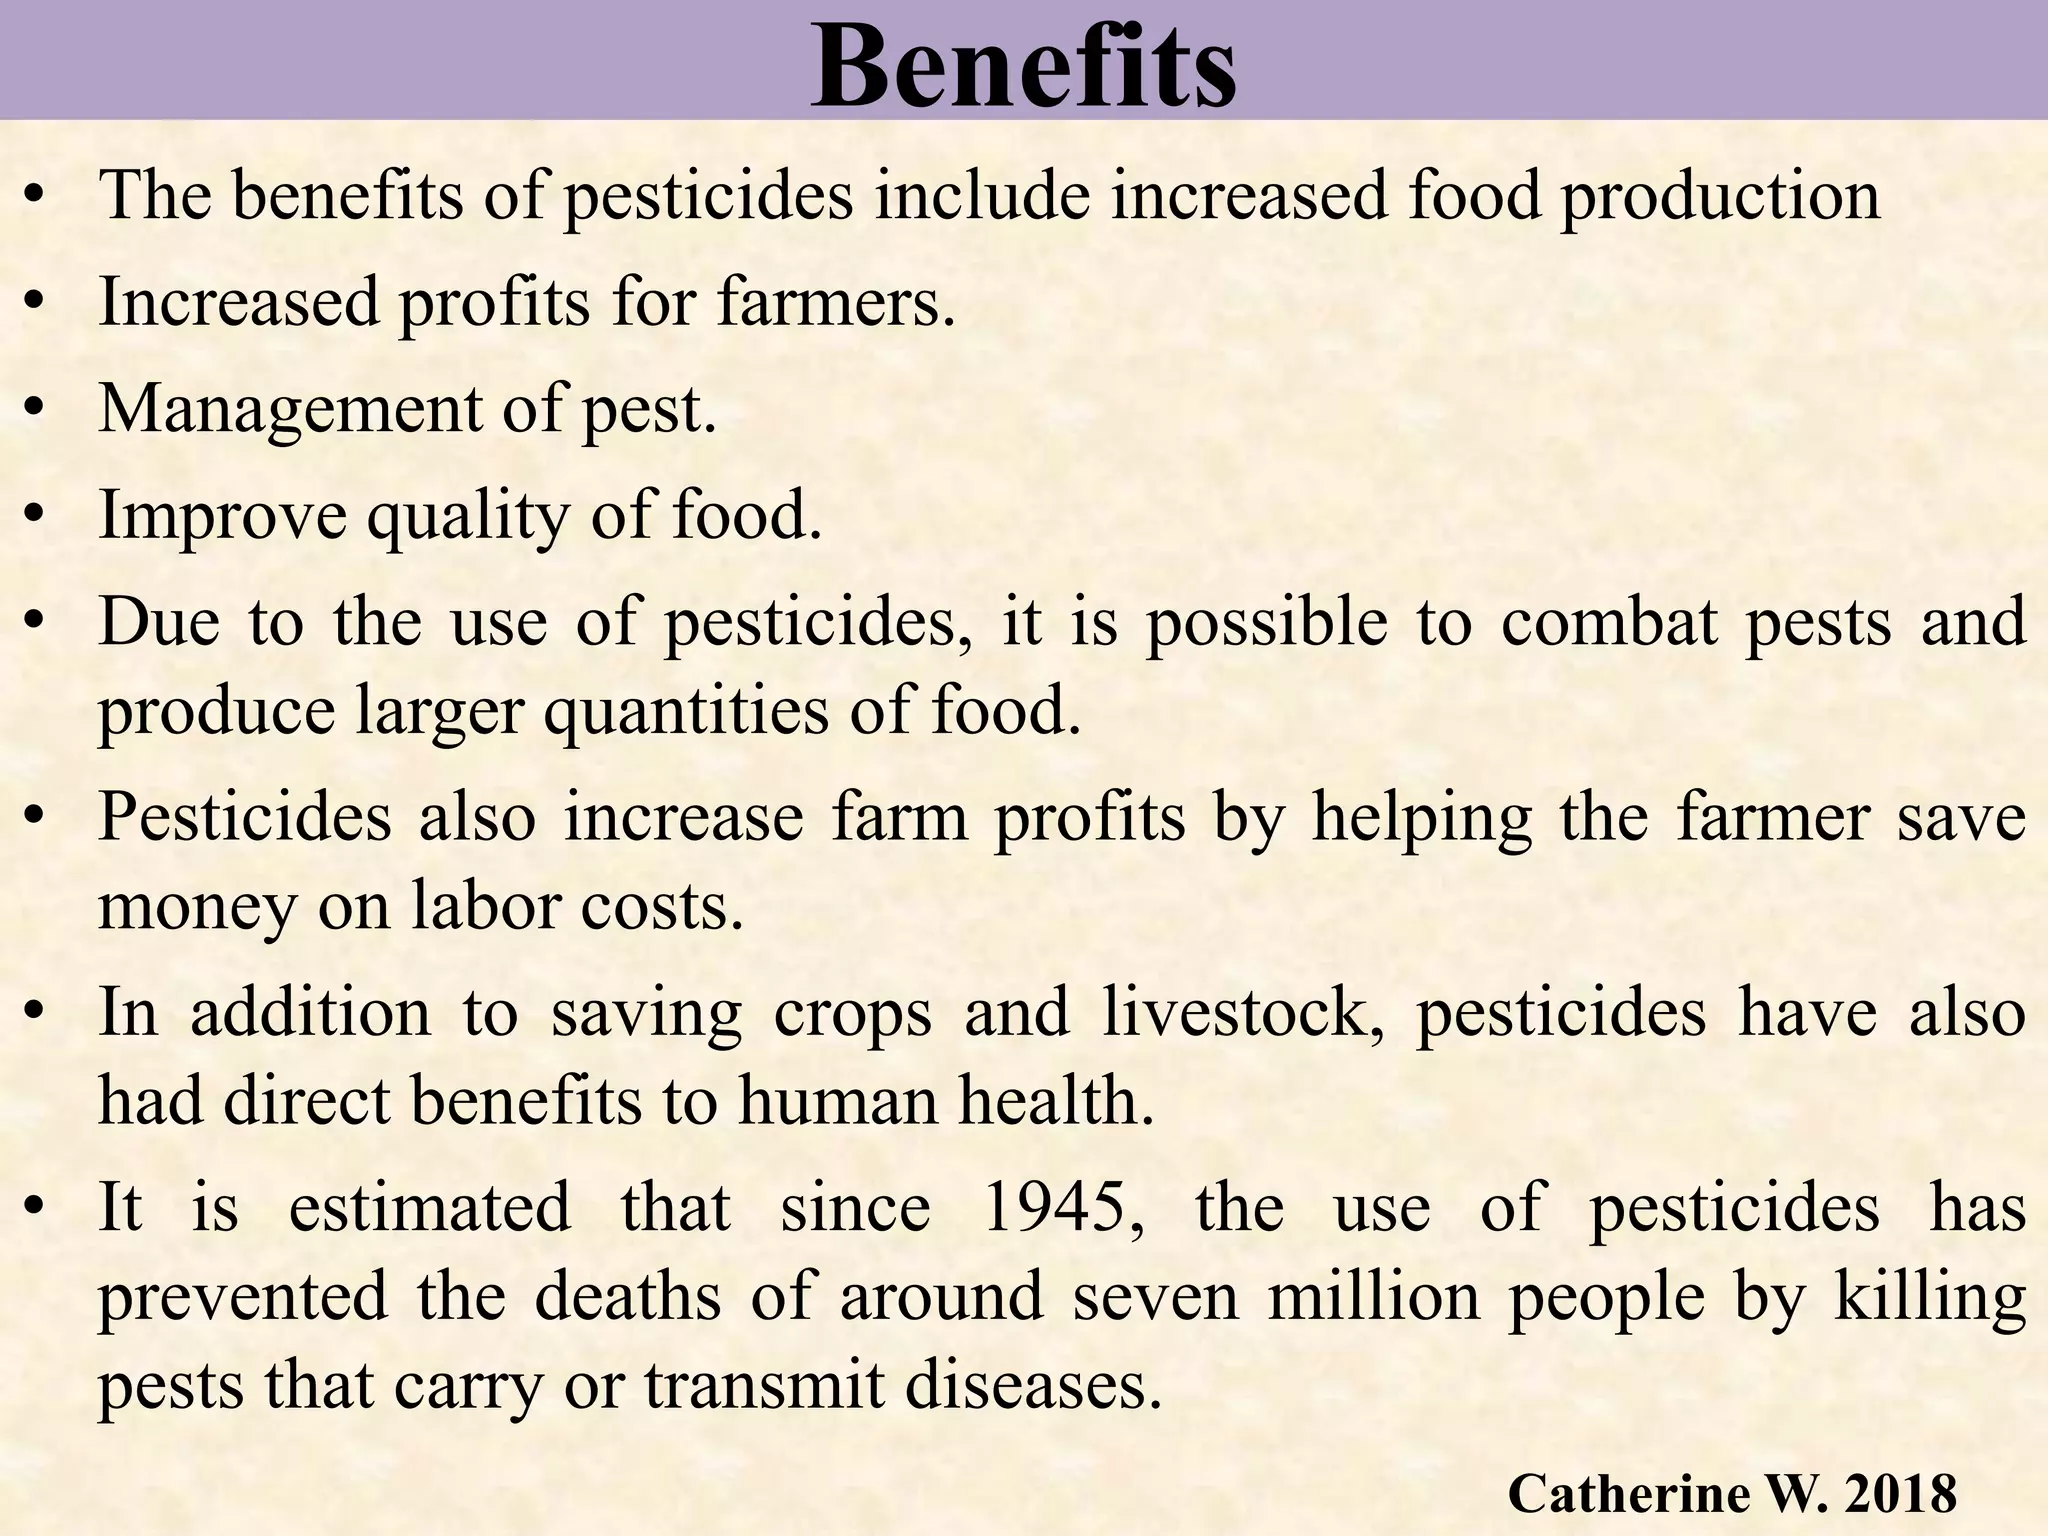 Benefits
• The benefits of pesticides include increased food production
• Increased profits for farmers.
• Management of pest.
• Improve quality of food.
• Due to the use of pesticides, it is possible to combat pests and
produce larger quantities of food.
• Pesticides also increase farm profits by helping the farmer save
money on labor costs.
• In addition to saving crops and livestock, pesticides have also
had direct benefits to human health.
• It is estimated that since 1945, the use of pesticides has
prevented the deaths of around seven million people by killing
pests that carry or transmit diseases.
Catherine W. 2018